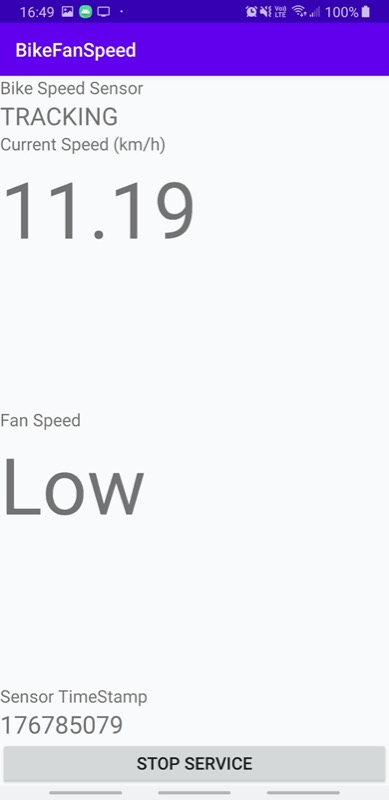 16:49 Voi) LTE 100%
BikeFanSpeed
Bike Speed Sensor
TRACKING
Current Speed (km/h)
11.19
Fan Speed
Low
Sensor TimeStamp
176785079
STOP SERVICE